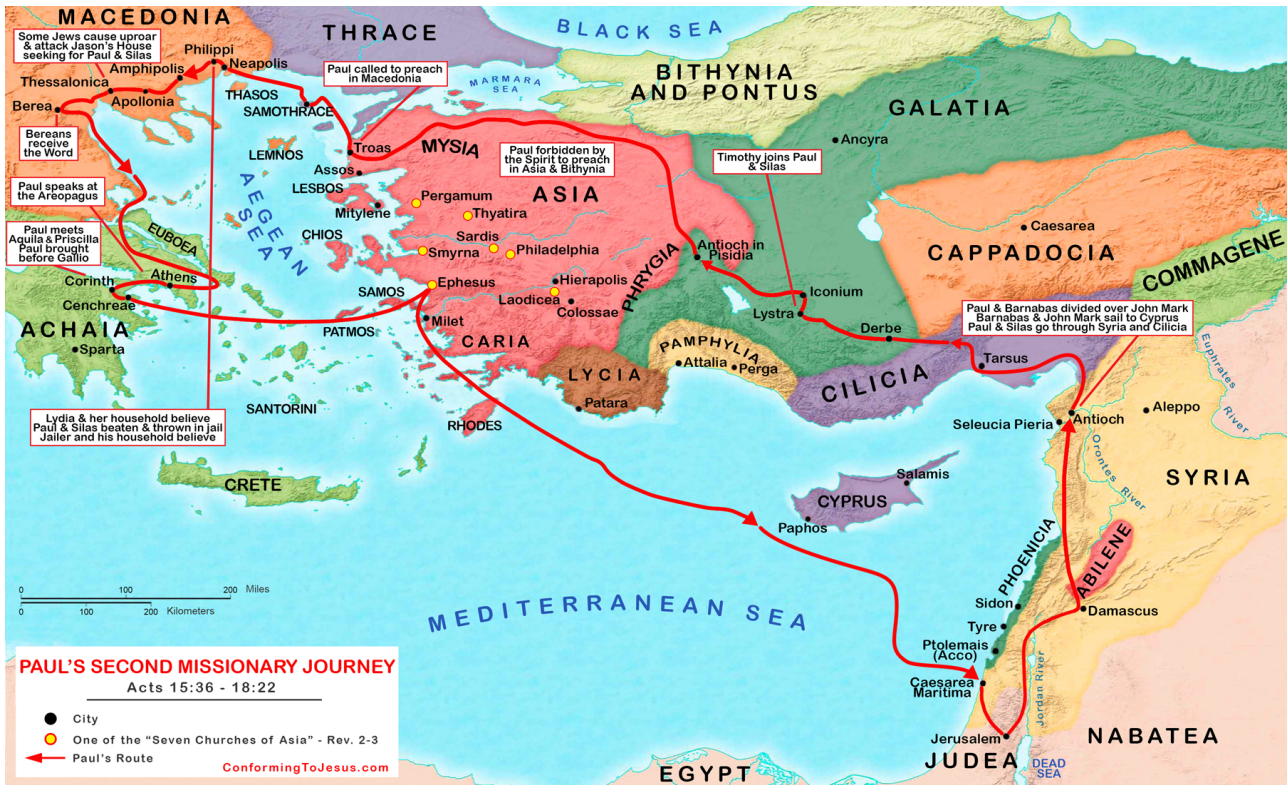 MACEDONIA
THRACE
BLACK SEA
Some Jews cause uproar
& attack Jason's House
seeking for Paul & Silas
Philippi
Neapolis
Amphipolis
Thessalonica
Apollonia
Berea
Paul called to preach
in Macedonia
MARMARA
SEA
BITHYNIA
AND PONTUS
GALATIA
THASOS
SAMOTHRACE
Bereans
receive
the Word
LEMNOS
Troas
Assos
MYSIA
Paul forbidden by
the Spirit to preach
in Asia & Bithynia
Timothy joins Paul
& Silas
Ancyra
Paul speaks at
the Areopagus
AEGEAN
SEA
LESBOS
Mitylene
ASIA
Pergamum
Thyatira
Sardis
Philadelphia
Smyrna
CHIOS
EUBOEA
Paul meets
Aquila & Priscilla
Paul brought
before Gallio
Corinth
Athens
Cenchreae
ACHAIA
Sparta
SAMOS
Ephesus
Hierapolis
Laodicea
Colossae
PHRYGIA
Antioch in
Pisidia
Iconium
Lystra
Derbe
CAPPADOCIA
Caesarea
COMMAGENE
PATMOS
Milet
CARIA
LYCIA
Patara
PAMPHYLIA
Attalia
Perga
CILICIA
Tarsus
Paul & Barnabas divided over John Mark
Barnabas & John Mark sail to Cyprus
Paul & Silas go through Syria and Cilicia
Euphrates
River
Lydia & her household believe
Paul & Silas beaten & thrown in jail
Jailer and his household believe
SANTORINI
RHODES
CRETE
Seleucia Pieria
Antioch
Aleppo
Orontes River
SYRIA
Salamis
CYPRUS
Paphos
PHOENICIA
ABILENE
Sidon
Damascus
Tyre
Ptolemais
(Acco)
Caesarea
Maritima
Jordan River
Jerusalem
JUDEA
DEAD
SEA
NABATEA
EGYPT
MEDITERRANEAN SEA
0 100 200 Miles
0 100 200 Kilometers
PAUL'S SECOND MISSIONARY JOURNEY
Acts 15:36 - 18:22
City
One of the "Seven Churches of Asia" - Rev. 2-3
Paul's Route
ConformingToJesus.com